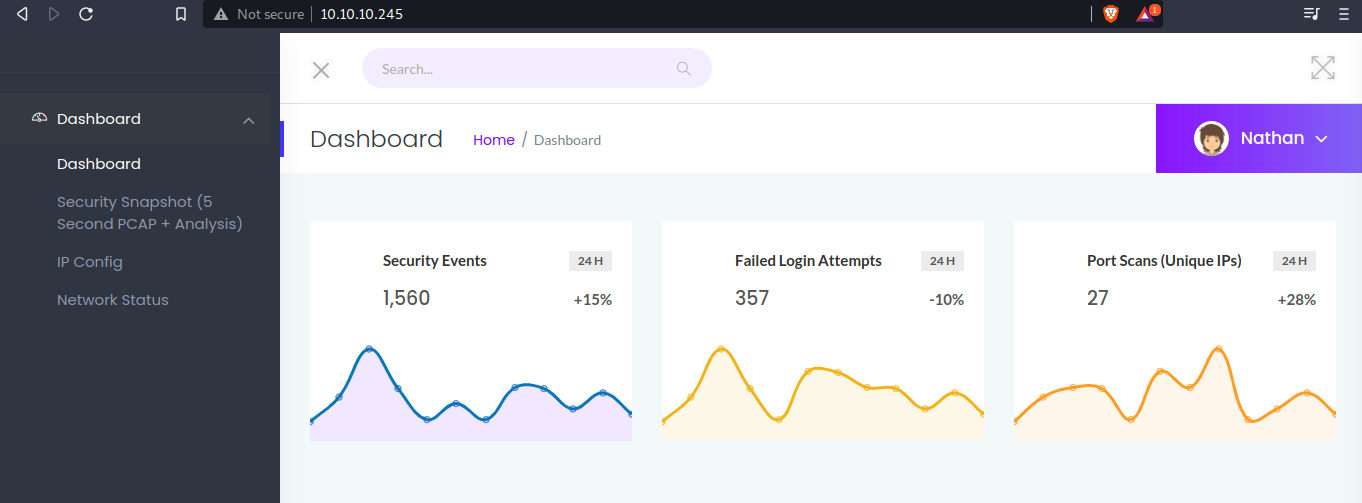 Not secure 10.10.10.245
1
Search...
Dashboard
Dashboard
Security Snapshot (5
Second PCAP + Analysis)
IP Config
Network Status
Dashboard
Home / Dashboard
Nathan
Security Events 24 H
1,560 +15%
Failed Login Attempts 24 H
357 -10%
Port Scans (Unique IPs) 24 H
27 +28%